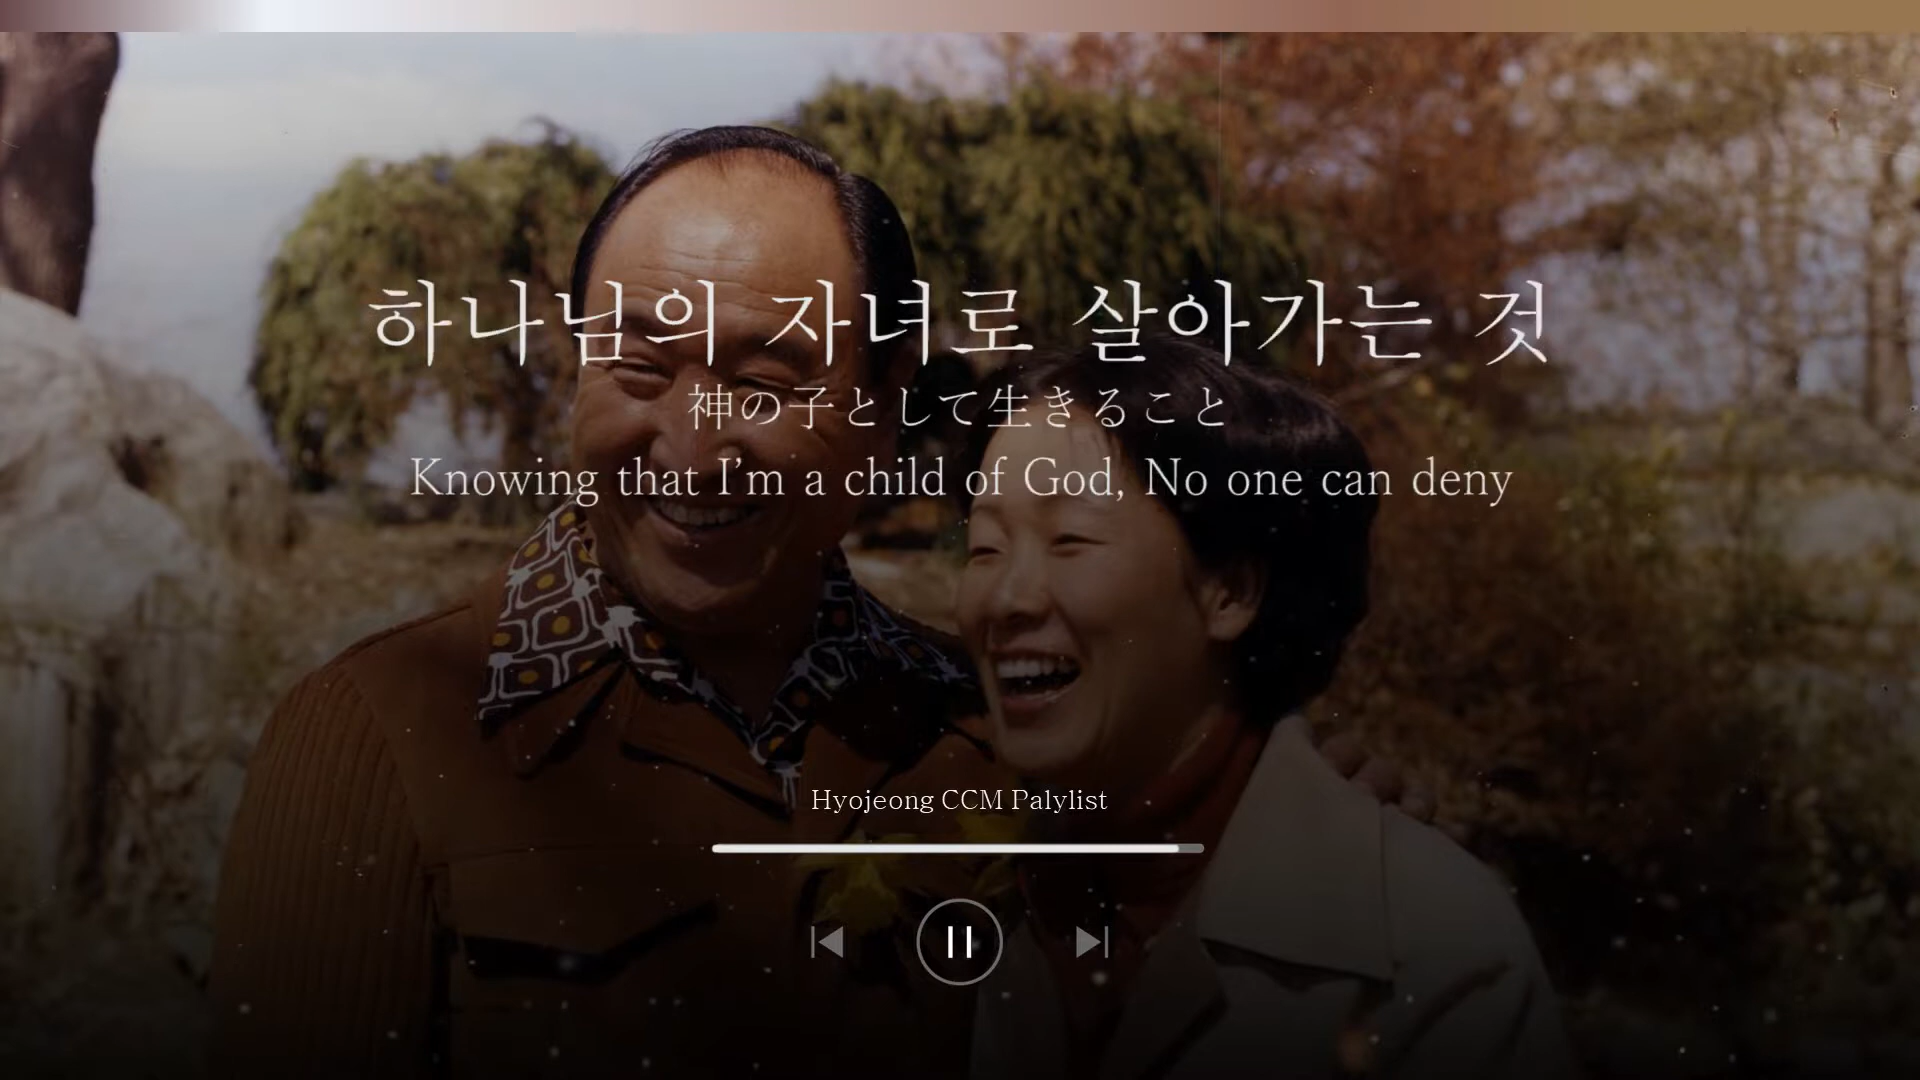 하나님의 자녀로 살아가는 것
神の子として生きること
Knowing that I’m a child of God, No one can deny
Hyojeong CCM Palylist